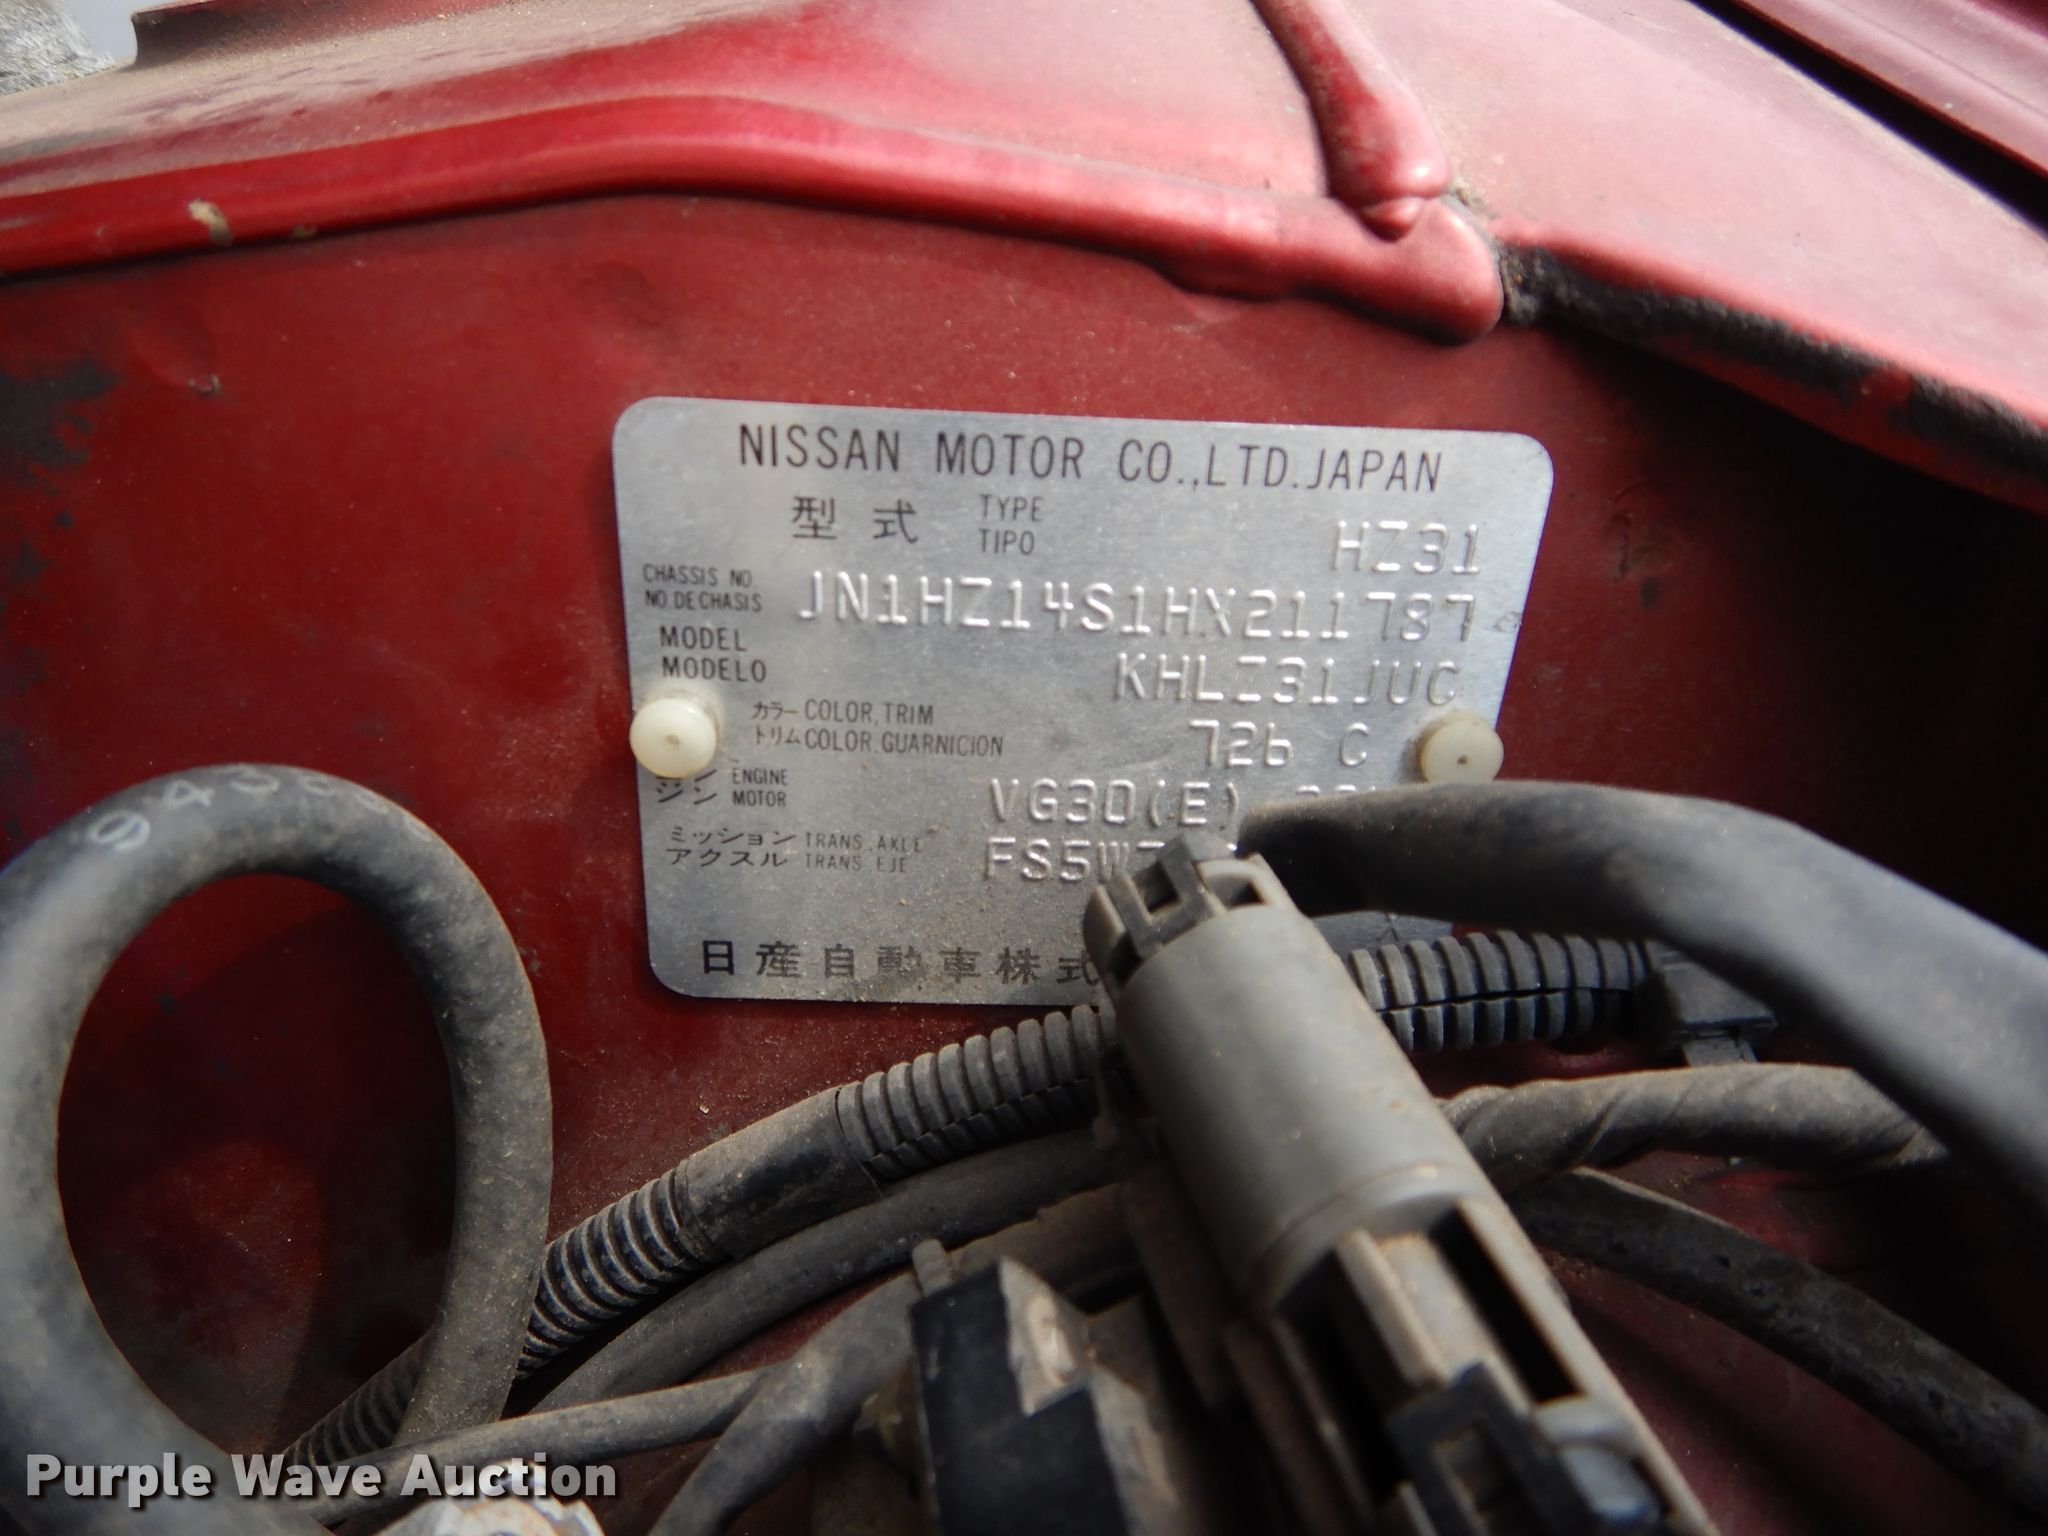 NISSAN MOTOR CO.,LTD.JAPAN
型式 TYPE TIPO HZ31
CHASSIS NO. NO.DE CHASIS JN1HZ14S1HX211787
MODEL MODELO KHLZ31JUC
カラー COLOR,TRIM
トリム COLOR,GUARNICION 726 C
ン ENGINE
ジン MOTOR VG30(E)
ミッション TRANS.,AXLE
アクスル TRANS.,EJE FS5W
日産自動車株式
Purple Wave Auction